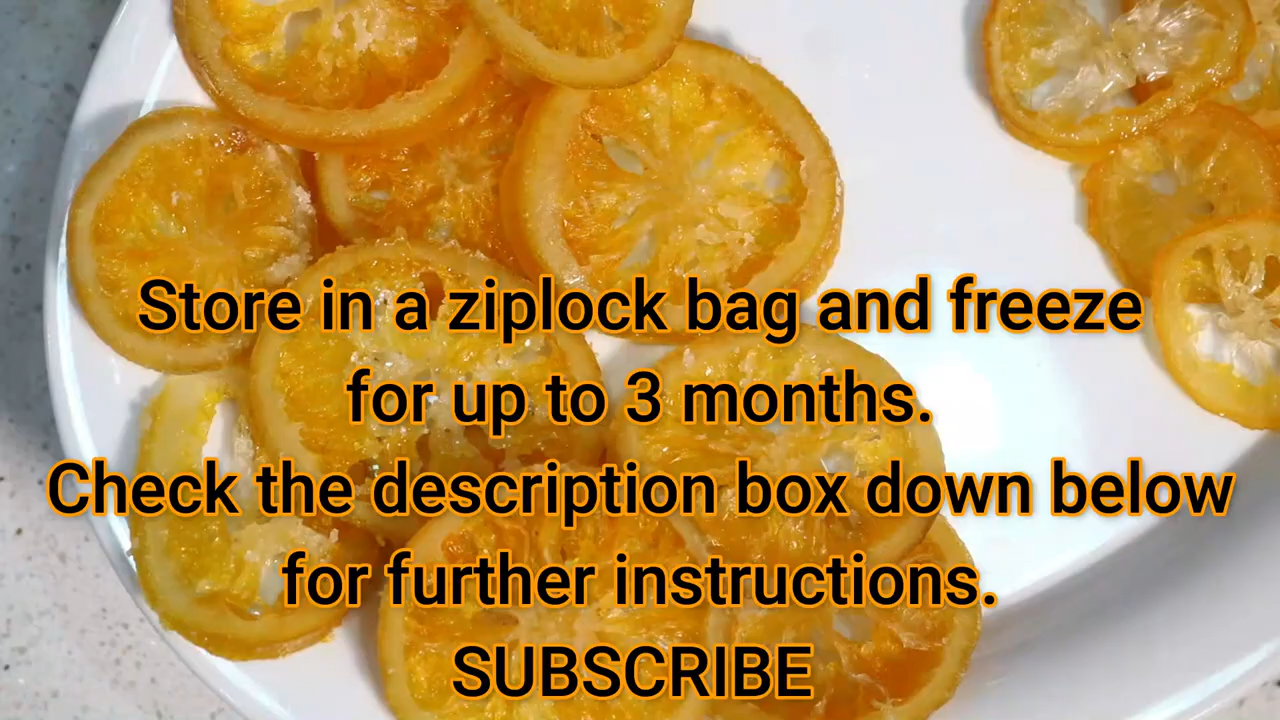 Store in a ziplock bag and freeze
for up to 3 months.
Check the description box down below
for further instructions.
SUBSCRIBE